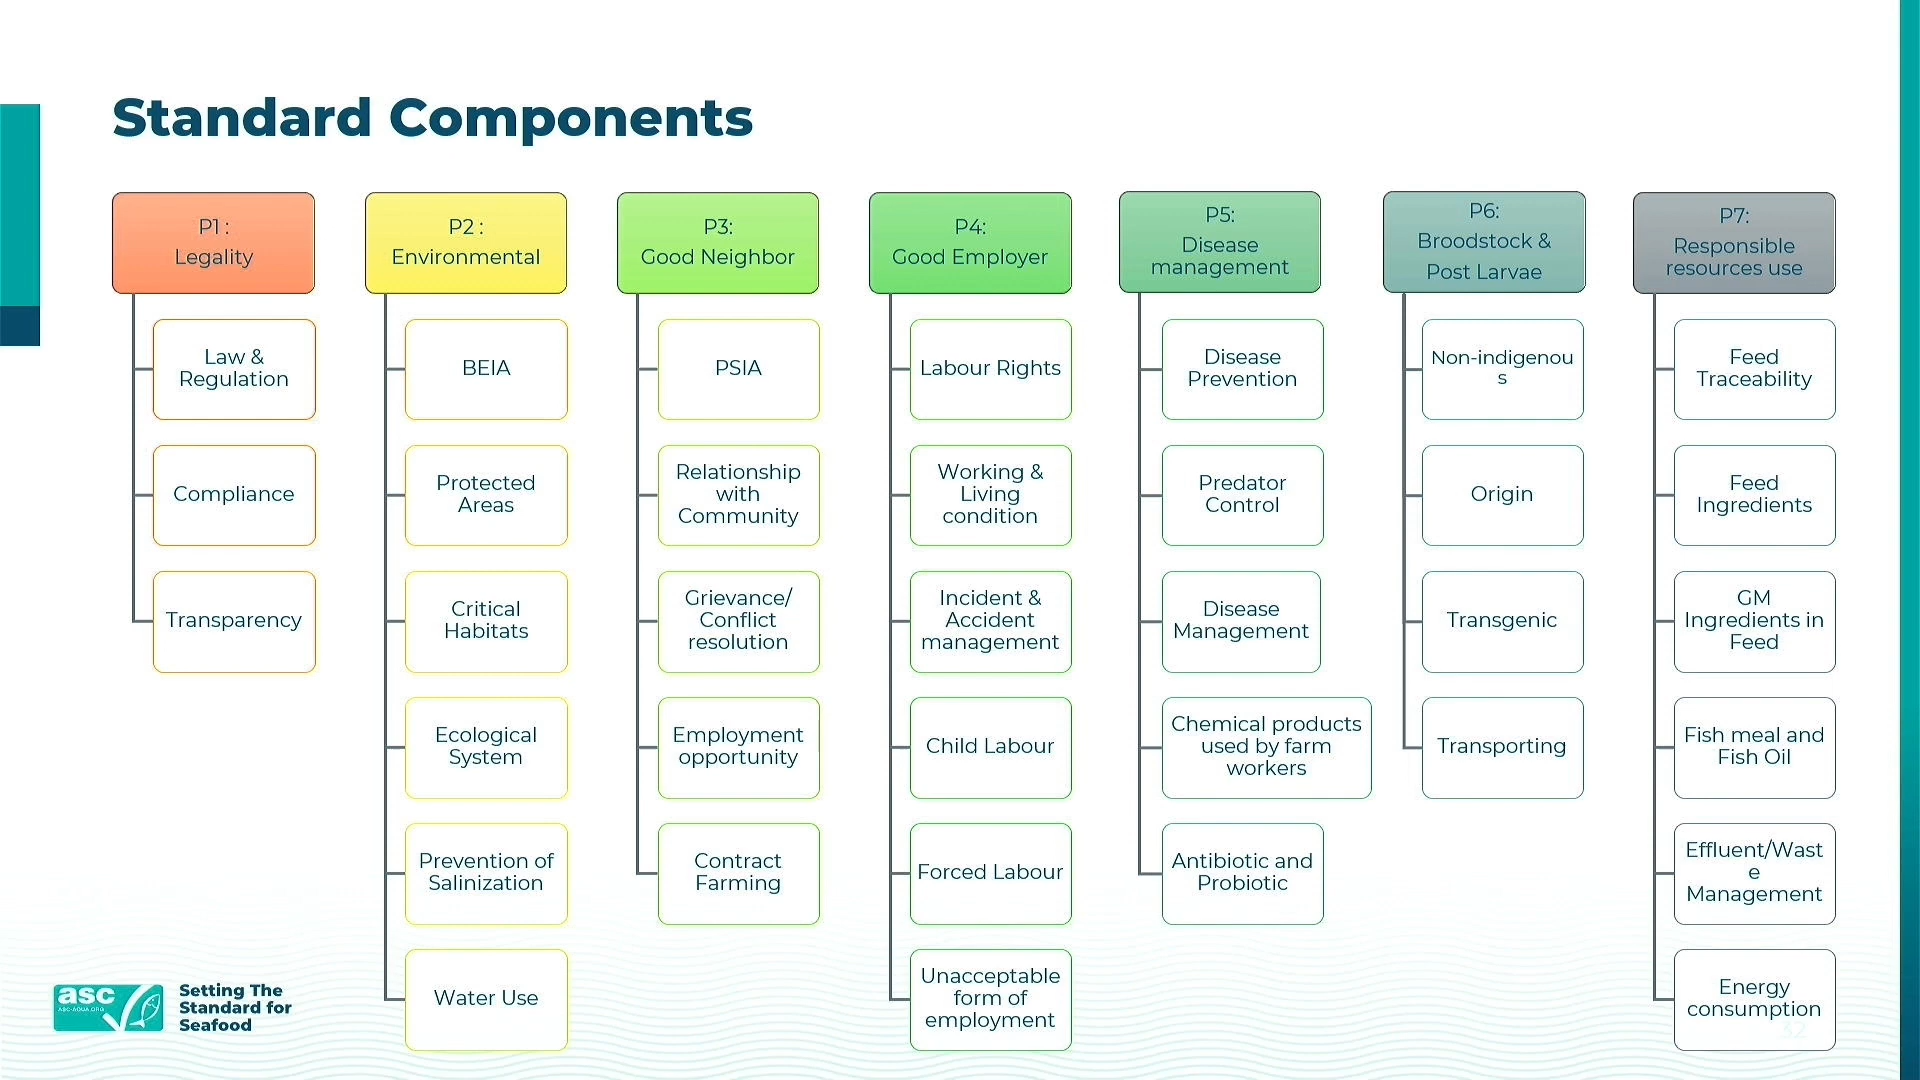 Standard Components
P1 :
Legality
Law &
Regulation
Compliance
Transparency
P2 :
Environmental
BEIA
Protected
Areas
Critical
Habitats
Ecological
System
Prevention of
Salinization
Water Use
P3:
Good Neighbor
PSIA
Relationship
with
Community
Grievance/
Conflict
resolution
Employment
opportunity
Contract
Farming
P4:
Good Employer
Labour Rights
Working &
Living
condition
Incident &
Accident
management
Child Labour
Forced Labour
Unacceptable
form of
employment
P5:
Disease
management
Disease
Prevention
Predator
Control
Disease
Management
Chemical products
used by farm
workers
Antibiotic and
Probiotic
P6:
Broodstock &
Post Larvae
Non-indigenou
s
Origin
Transgenic
Transporting
P7:
Responsible
resources use
Feed
Traceability
Feed
Ingredients
GM
Ingredients in
Feed
Fish meal and
Fish Oil
Effluent/Wast
e
Management
Energy
consumption
32
asc
ASC-AQUA.ORG
Setting The
Standard for
Seafood